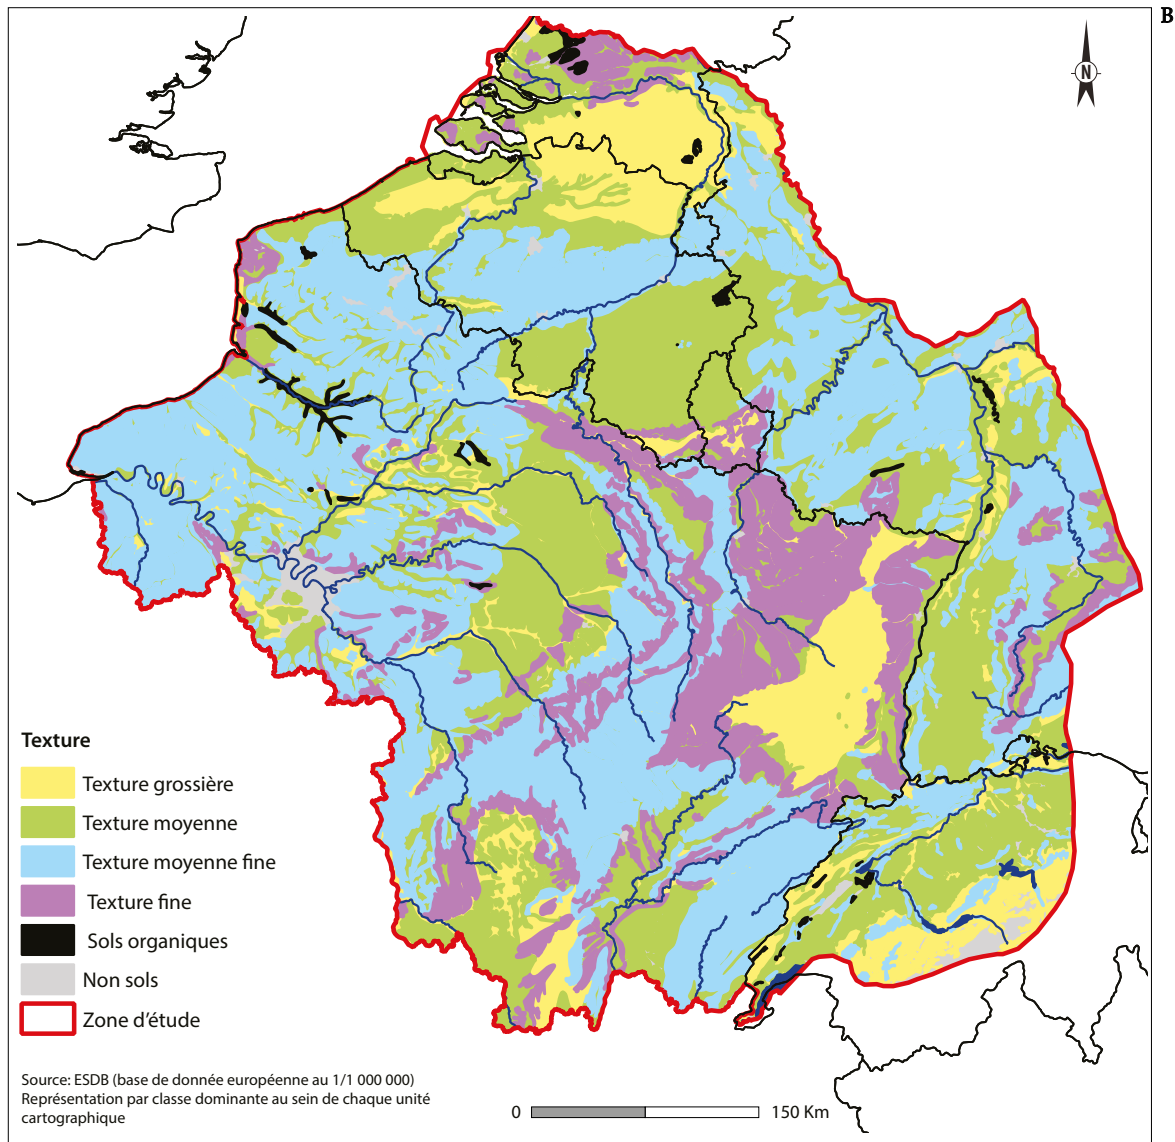 B
N
Texture
Texture grossière
Texture moyenne
Texture moyenne fine
Texture fine
Sols organiques
Non sols
Zone d'étude
Source: ESDB (base de donnée européenne au 1/1 000 000)
Représentation par classe dominante au sein de chaque unité
cartographique
0 150 Km